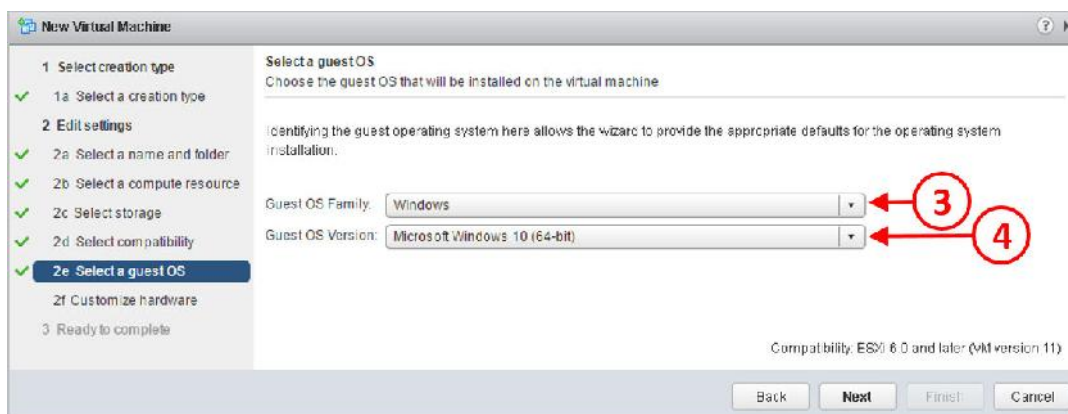 New Virtual Machine
?
1 Select creation type
1a Select a creation type
2 Edit settings
2a Select a name and folder
2b Select a compute resource
2c Select storage
2d Select compatibility
2e Select a guest OS
2f Customize hardware
3 Ready to complete
Select a guest OS
Choose the guest OS that will be installed on the virtual machine
Identifying the guest operating system here allows the wizard to provide the appropriate defaults for the operating system
installation.
Guest OS Family: Windows
3
Guest OS Version: Microsoft Windows 10 (64-bit)
4
Compatibility: ESXi 6.0 and later (VM version 11)
Back Next Finish Cancel